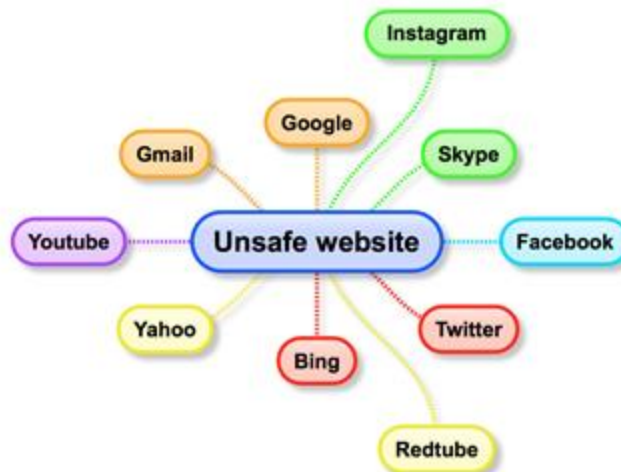 Instagram
Google
Gmail
Skype
Youtube
Unsafe website
Facebook
Yahoo
Twitter
Bing
Redtube